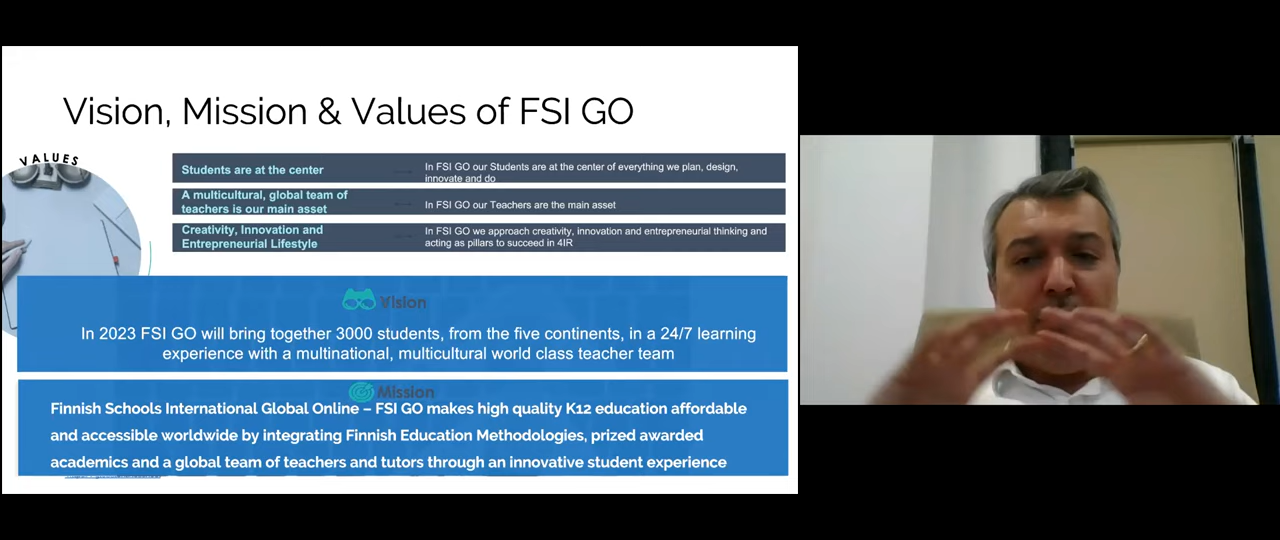 Vision, Mission & Values of FSI GO
VALUES
Students are at the center
In FSI GO our Students are at the center of everything we plan, design,
innovate and do
A multicultural, global team of
teachers is our main asset
In FSI GO our Teachers are the main asset
Creativity, Innovation and
Entrepreneurial Lifestyle
In FSI GO we approach creativity, innovation and entrepreneurial thinking and
acting as pillars to succeed in 4IR
Vision
In 2023 FSI GO will bring together 3000 students, from the five continents, in a 24/7 learning
experience with a multinational, multicultural world class teacher team
Mission
Finnish Schools International Global Online – FSI GO makes high quality K12 education affordable
and accessible worldwide by integrating Finnish Education Methodologies, prized awarded
academics and a global team of teachers and tutors through an innovative student experience